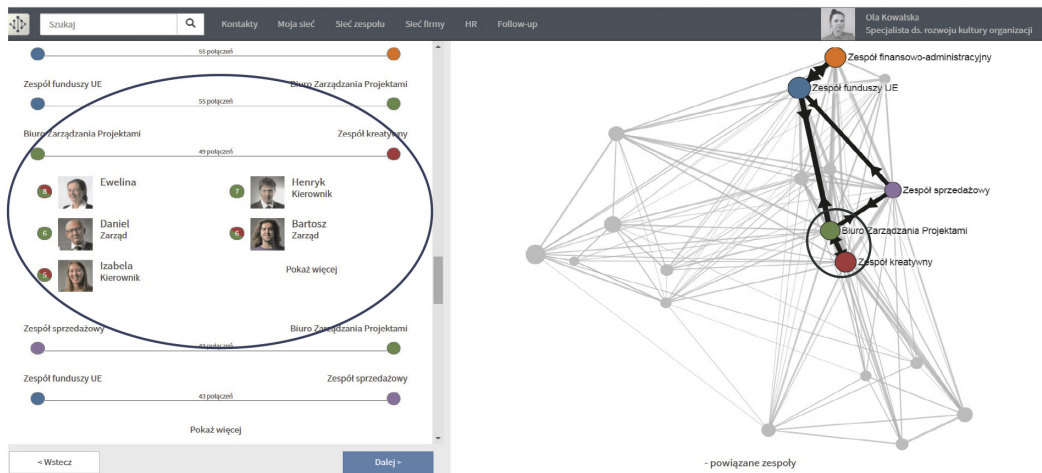 Szukaj
Kontakty Moja sieć Sieć zespołu Sieć firmy HR Follow-up
Ola Kowalska
Specjalista ds. rozwoju kultury organizacji
55 połączeń
Zespół funduszy UE Biuro Zarządzania Projektami
55 połączeń
Biuro Zarządzania Projektami Zespół kreatywny
49 połączeń
8 Ewelina
7 Henryk
Kierownik
6 Daniel
Zarząd
6 Bartosz
Zarząd
5 Izabela
Kierownik
Pokaż więcej
Zespół sprzedażowy Biuro Zarządzania Projektami
43 połączeń
Zespół funduszy UE Zespół sprzedażowy
43 połączeń
Pokaż więcej
< Wstecz Dalej >
Zespół finansowo-administracyjny
Zespół funduszy UE
Zespół sprzedażowy
Biuro Zarządzania Projektami
Zespół kreatywny
- powiązane zespoły